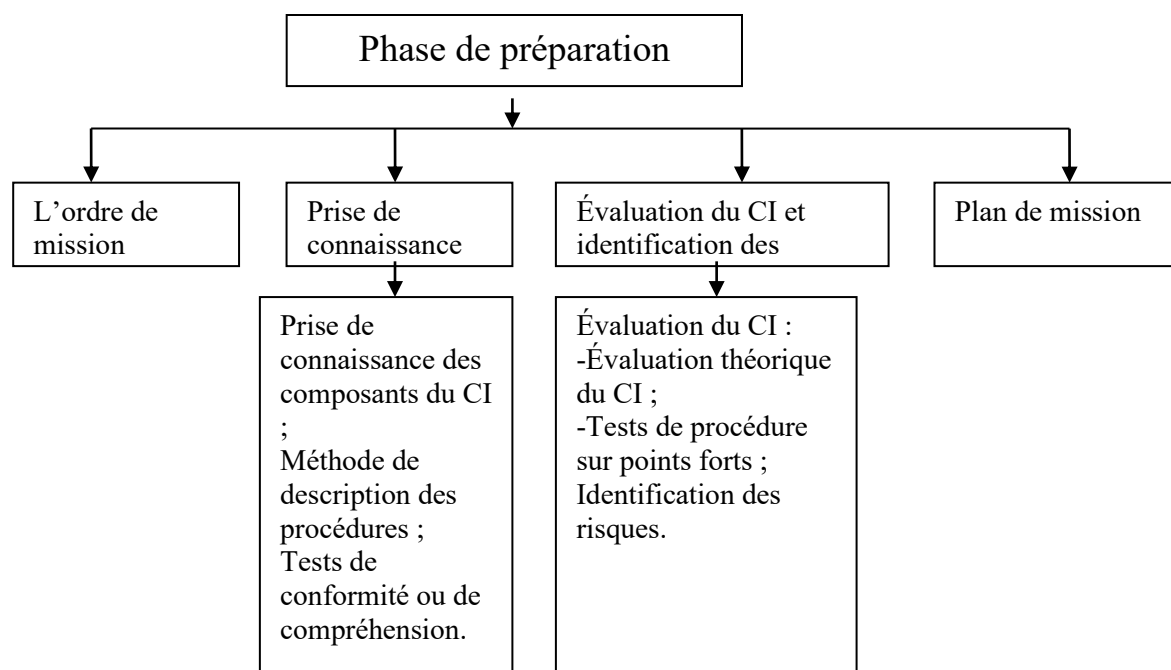 Phase de préparation
L’ordre de
mission
Prise de
connaissance
Évaluation du CI et
identification des
Plan de mission
Prise de
connaissance des
composants du CI
;
Méthode de
description des
procédures ;
Tests de
conformité ou de
compréhension.
Évaluation du CI :
-Évaluation théorique
du CI ;
-Tests de procédure
sur points forts ;
Identification des
risques.